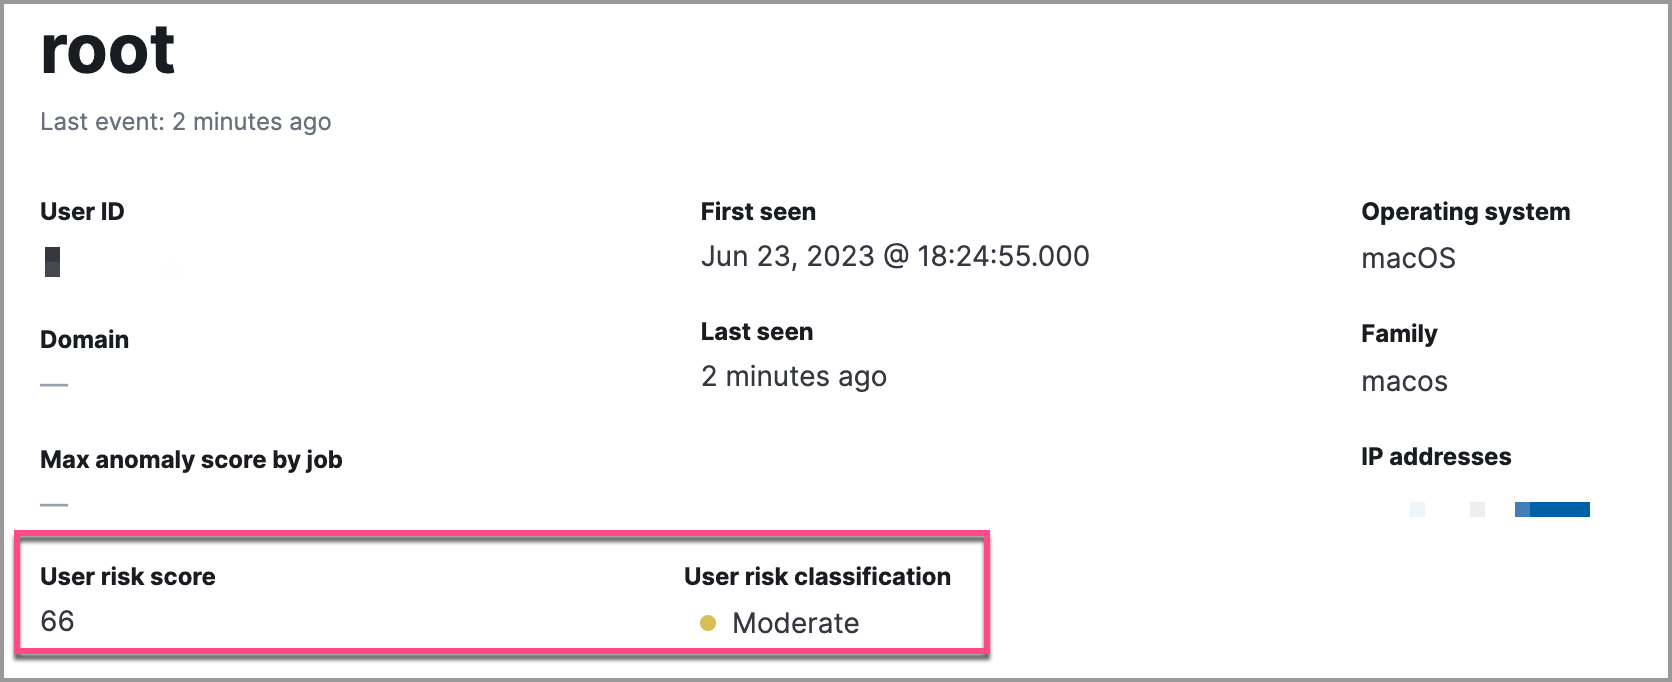 root
Last event: 2 minutes ago
User ID
Domain
—
Max anomaly score by job
—
First seen
Jun 23, 2023 @ 18:24:55.000
Last seen
2 minutes ago
Operating system
macOS
Family
macos
IP addresses
User risk score
66
User risk classification
Moderate